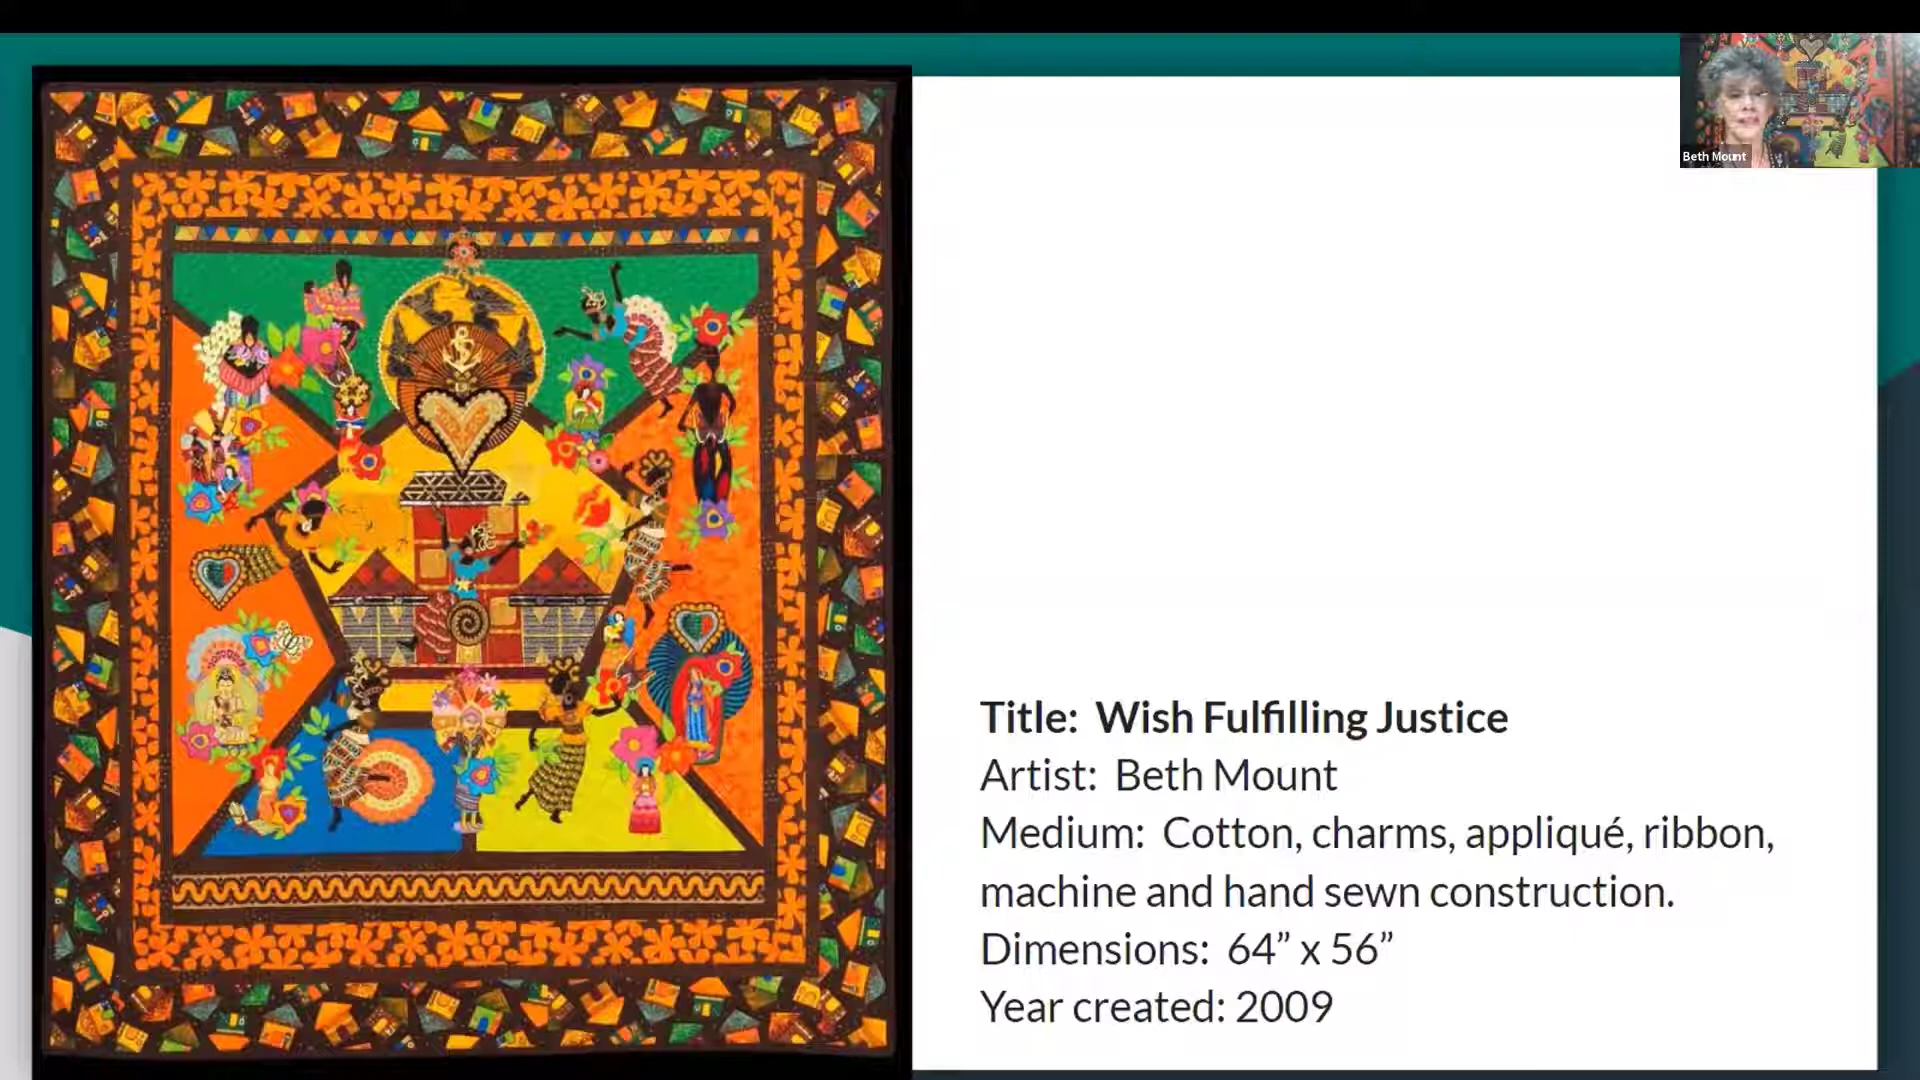 Beth Mount
Title: Wish Fulfilling Justice
Artist: Beth Mount
Medium: Cotton, charms, appliqué, ribbon,
machine and hand sewn construction.
Dimensions: 64” x 56”
Year created: 2009